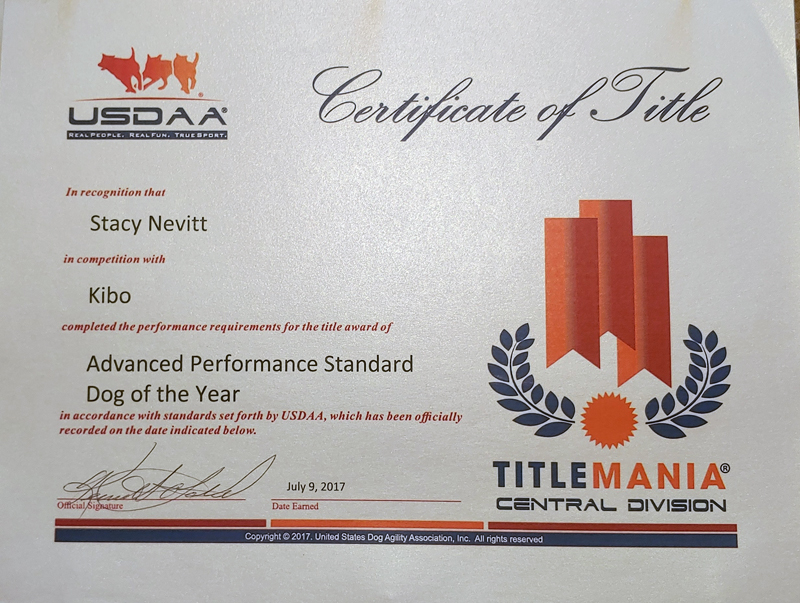 USDAA®
REAL PEOPLE. REAL FUN. TRUE SPORT.
Certificate of Title
In recognition that
Stacy Nevitt
in competition with
Kibo
completed the performance requirements for the title award of
Advanced Performance Standard
Dog of the Year
in accordance with standards set forth by USDAA, which has been officially
recorded on the date indicated below.
July 9, 2017
Official Signature
Date Earned
TITLEMANIA®
CENTRAL DIVISION
Copyright © 2017. United States Dog Agility Association, Inc. All rights reserved